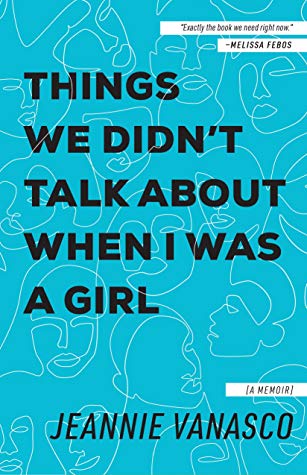 "Exactly the book we need right now."
–MELISSA FEBOS
THINGS
WE DIDN'T
TALK ABOUT
WHEN I WAS
A GIRL
[A MEMOIR]
JEANNIE VANASCO